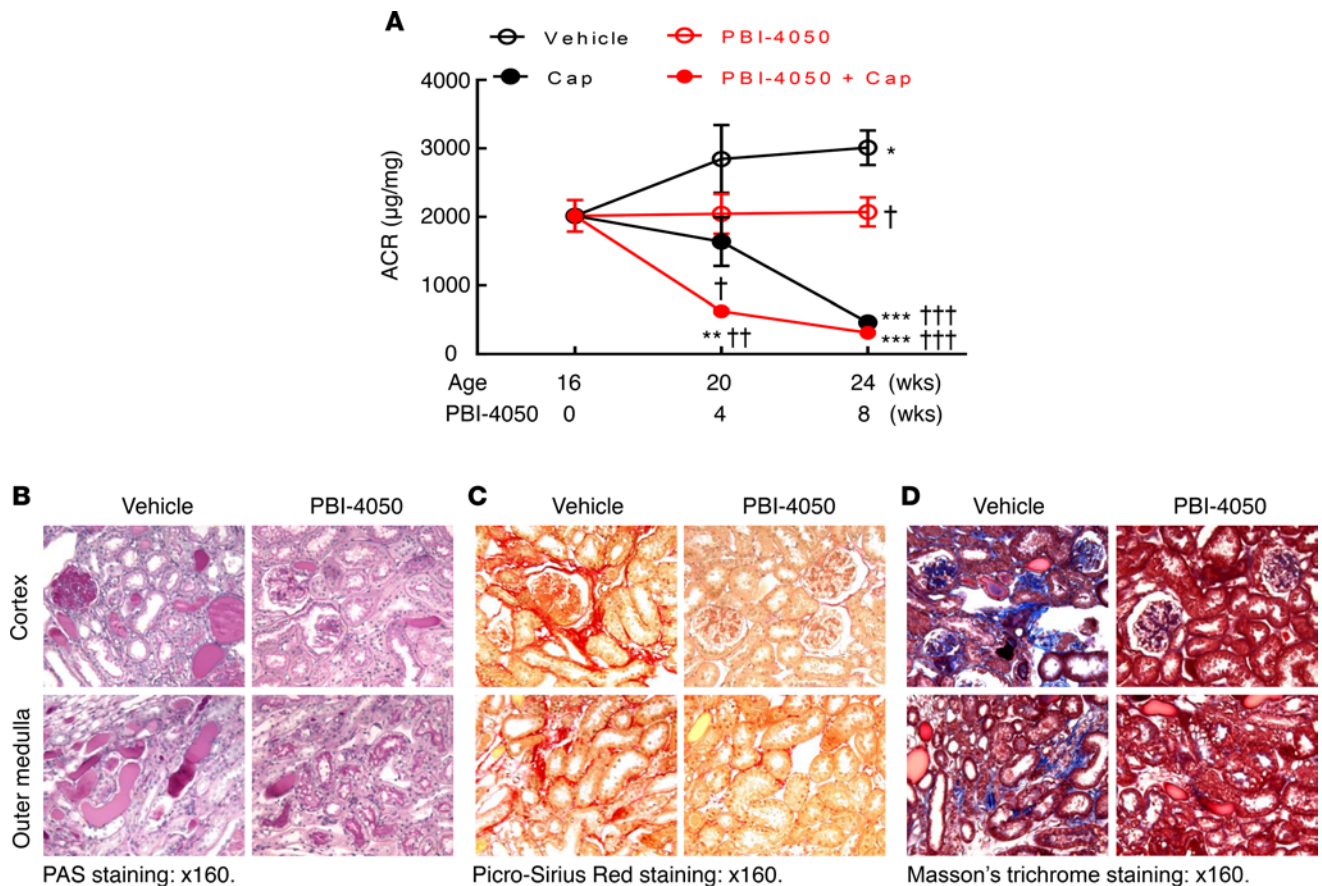 A
Vehicle PBI-4050
Cap PBI-4050 + Cap
4000
3000
*
2000
†
ACR (µg/mg)
1000
†
*** †††
** ††
*** †††
0
Age 16 20 24 (wks)
PBI-4050 0 4 8 (wks)
B C D
Vehicle PBI-4050 Vehicle PBI-4050 Vehicle PBI-4050
Cortex
Outer medulla
PAS staining: x160. Picro-Sirius Red staining: x160. Masson’s trichrome staining: x160.